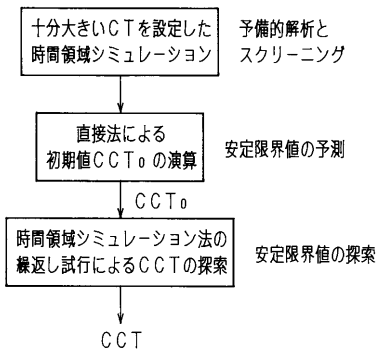 十分大きいCTを設定した
時間領域シミュレーション
予備的解析と
スクリーニング
直接法による
初期値CCT₀の演算
安定限界値の予測
CCT₀
時間領域シミュレーション法の
繰返し試行によるCCTの探索
安定限界値の探索
CCT